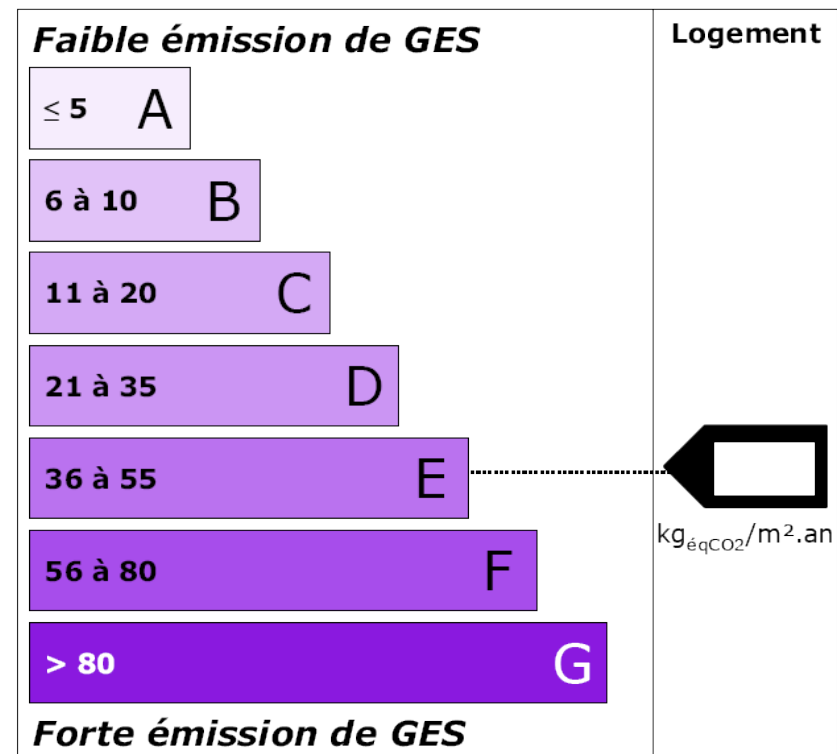 Faible émission de GES
Logement
≤ 5 A
6 à 10 B
11 à 20 C
21 à 35 D
36 à 55 E
kgéqCO2/m².an
56 à 80 F
> 80 G
Forte émission de GES